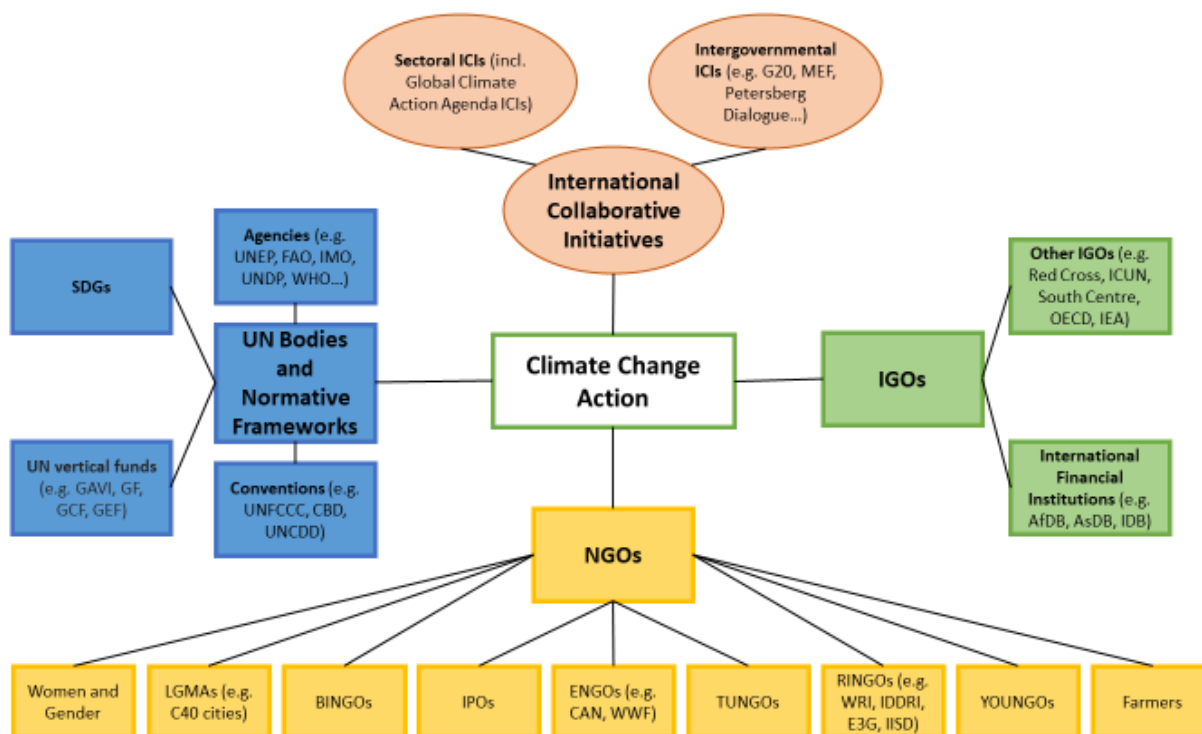 Sectoral ICIs (incl.
Global Climate
Action Agenda ICIs)
Intergovernmental
ICIs (e.g. G20, MEF,
Petersberg
Dialogue...)
International
Collaborative
Initiatives
SDGs
Agencies (e.g.
UNEP, FAO, IMO,
UNDP, WHO...)
UN Bodies
and
Normative
Frameworks
UN vertical funds
(e.g. GAVI, GF,
GCF, GEF)
Conventions (e.g.
UNFCCC, CBD,
UNCDD)
Climate Change
Action
IGOs
Other IGOs (e.g.
Red Cross, ICUN,
South Centre,
OECD, IEA)
International
Financial
Institutions (e.g.
AfDB, AsDB, IDB)
NGOs
Women and
Gender
LGMAs (e.g.
C40 cities)
BINGOs
IPOs
ENGOs (e.g.
CAN, WWF)
TUNGOs
RINGOs (e.g.
WRI, IDDRI,
E3G, IISD)
YOUNGOs
Farmers